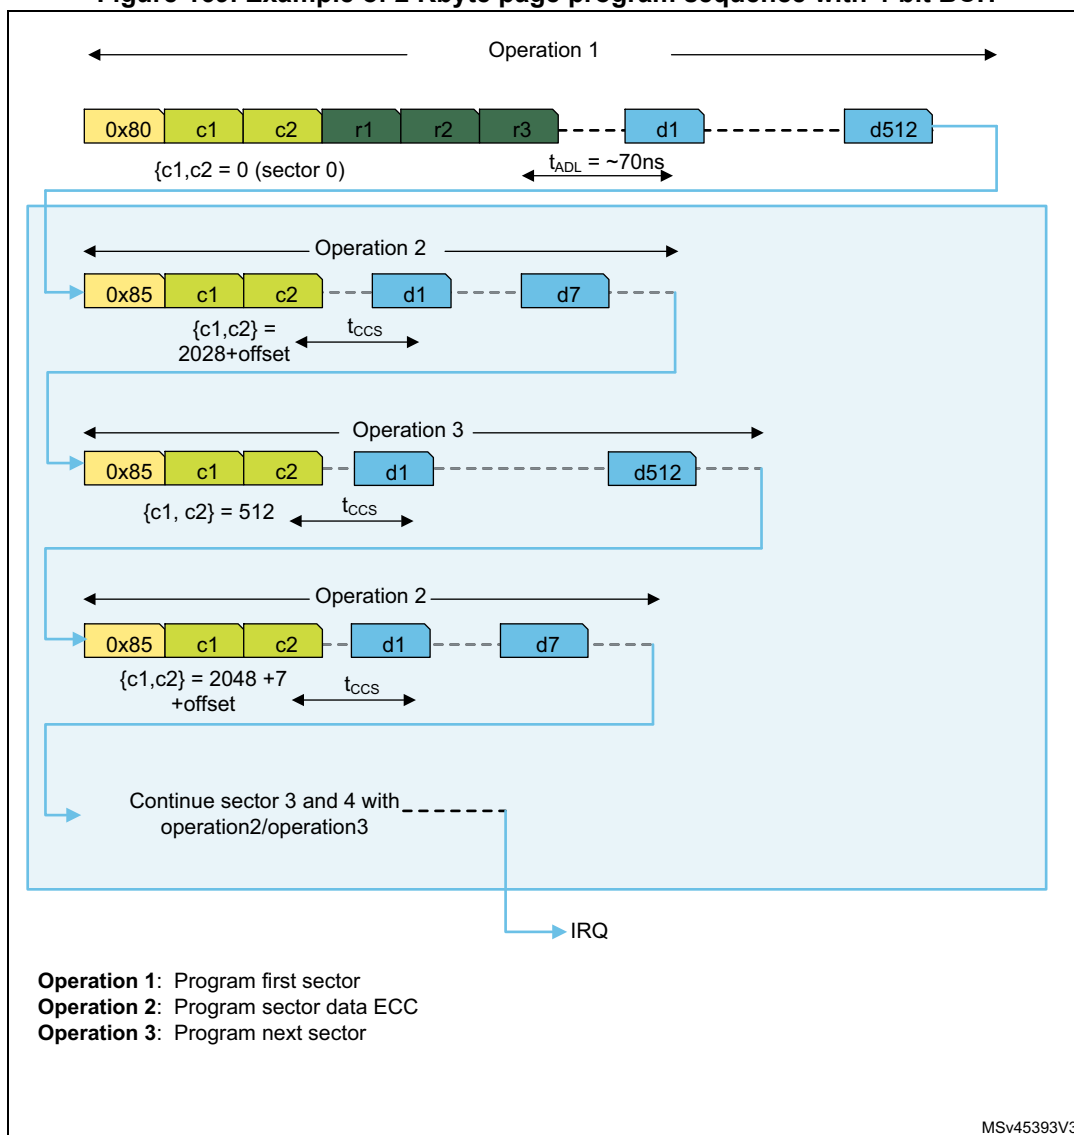 Operation 1
0x80 c1 c2 r1 r2 r3 d1 d512
{c1,c2 = 0 (sector 0)
tADL = ~70ns
Operation 2
0x85 c1 c2 d1 d7
{c1,c2} =
2028+offset
tCCS
Operation 3
0x85 c1 c2 d1 d512
{c1, c2} = 512
tCCS
Operation 2
0x85 c1 c2 d1 d7
{c1,c2} = 2048 +7
+offset
tCCS
Continue sector 3 and 4 with
operation2/operation3
IRQ
Operation 1: Program first sector
Operation 2: Program sector data ECC
Operation 3: Program next sector
MSv45393V3